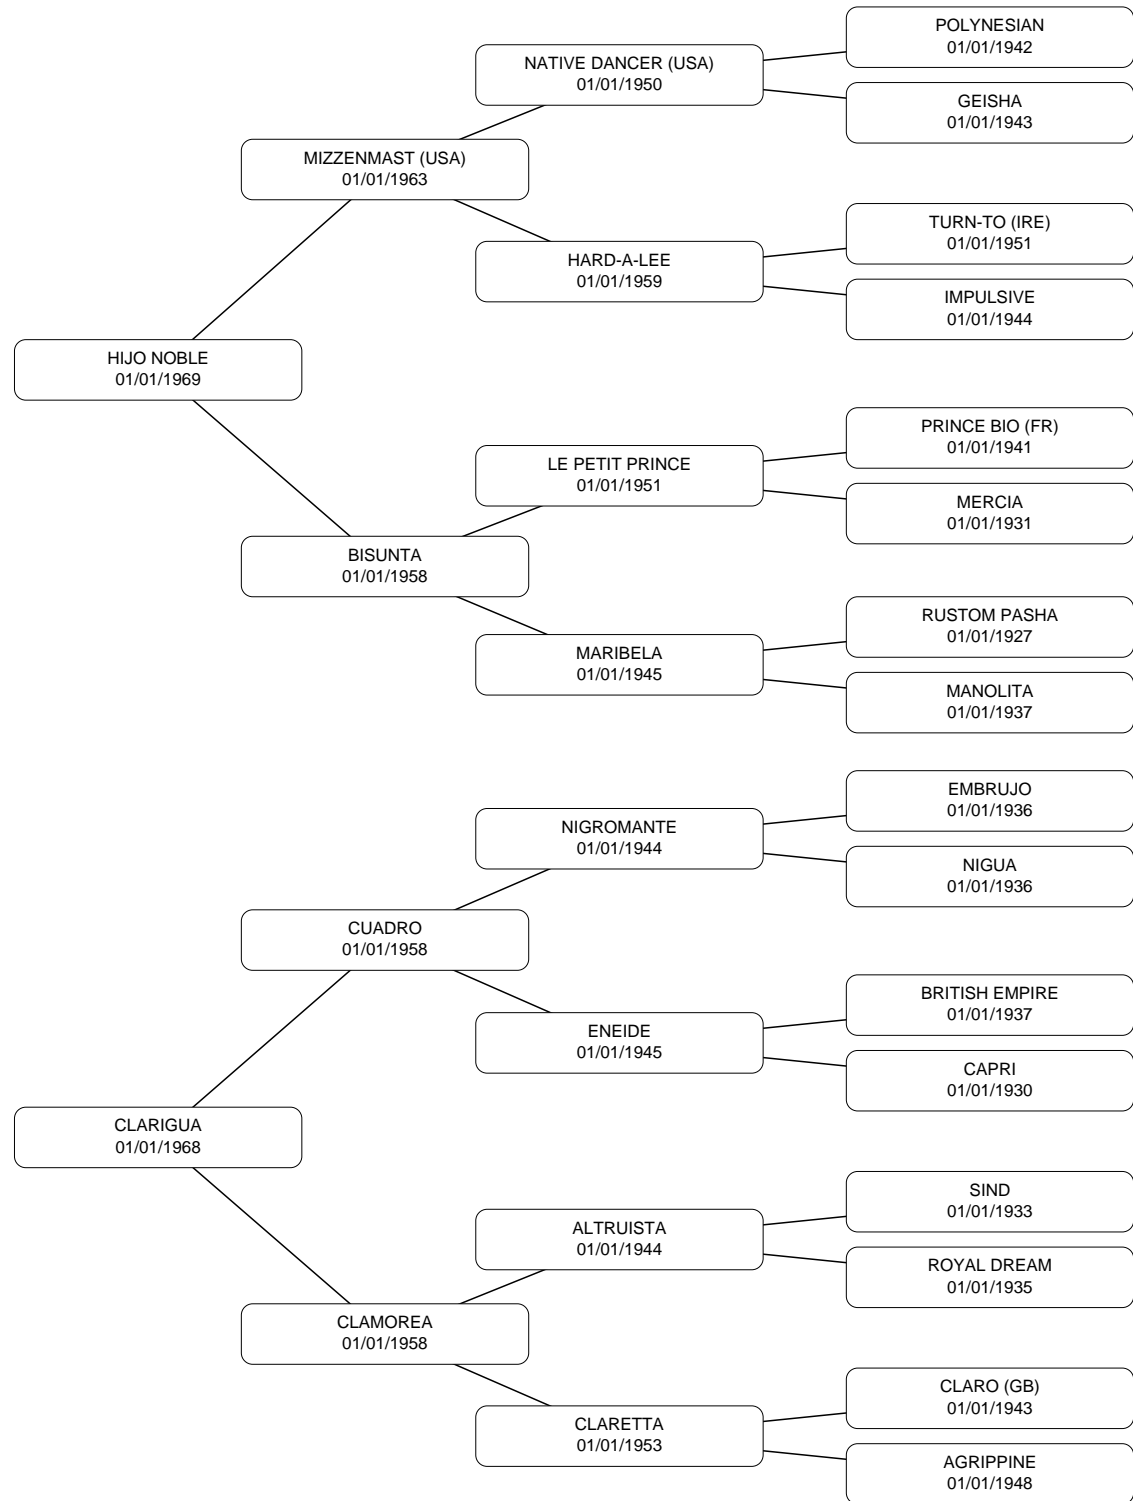 POLYNESIAN
01/01/1942
NATIVE DANCER (USA)
01/01/1950
GEISHA
01/01/1943
MIZZENMAST (USA)
01/01/1963
TURN-TO (IRE)
01/01/1951
HARD-A-LEE
01/01/1959
IMPULSIVE
01/01/1944
HIJO NOBLE
01/01/1969
PRINCE BIO (FR)
01/01/1941
LE PETIT PRINCE
01/01/1951
MERCIA
01/01/1931
BISUNTA
01/01/1958
RUSTOM PASHA
01/01/1927
MARIBELA
01/01/1945
MANOLITA
01/01/1937
EMBRUJO
01/01/1936
NIGROMANTE
01/01/1944
NIGUA
01/01/1936
CUADRO
01/01/1958
BRITISH EMPIRE
01/01/1937
ENEIDE
01/01/1945
CAPRI
01/01/1930
CLARIGUA
01/01/1968
SIND
01/01/1933
ALTRUISTA
01/01/1944
ROYAL DREAM
01/01/1935
CLAMOREA
01/01/1958
CLARO (GB)
01/01/1943
CLARETTA
01/01/1953
AGRIPPINE
01/01/1948